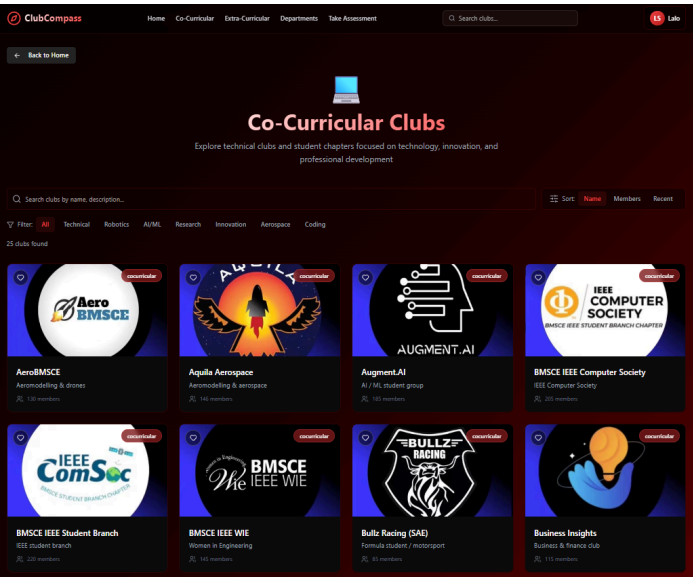 ClubCompass
Home Co-Curricular Extra-Curricular Departments Take Assessment
Search clubs...
LS Lalo
← Back to Home
Co-Curricular Clubs
Explore technical clubs and student chapters focused on technology, innovation, and
professional development
Search clubs by name, description...
Sort: Name Members Recent
Filter: All Technical Robotics AI/ML Research Innovation Aerospace Coding
25 clubs found
Aero
BMSCE
cocurricular
AQUILA
cocurricular
AUGMENT.AI
cocurricular
IEEE
COMPUTER
SOCIETY
BMSCE IEEE STUDENT BRANCH CHAPTER
cocurricular
AeroBMSCE
Aeromodelling & drones
130 members
Aquila Aerospace
Aeromodelling & aerospace
146 members
Augment.AI
AI / ML student group
185 members
BMSCE IEEE Computer Society
IEEE Computer Society
205 members
IEEE
ComSoc
BMSCE STUDENT BRANCH CHAPTER
cocurricular
women in Engineering
Wie
BMSCE
IEEE WIE
cocurricular
BULLZ
RACING
cocurricular
cocurricular
BMSCE IEEE Student Branch
IEEE student branch
220 members
BMSCE IEEE WIE
Women in Engineering
145 members
Bullz Racing (SAE)
Formula student / motorsport
85 members
Business Insights
Business & finance club
115 members